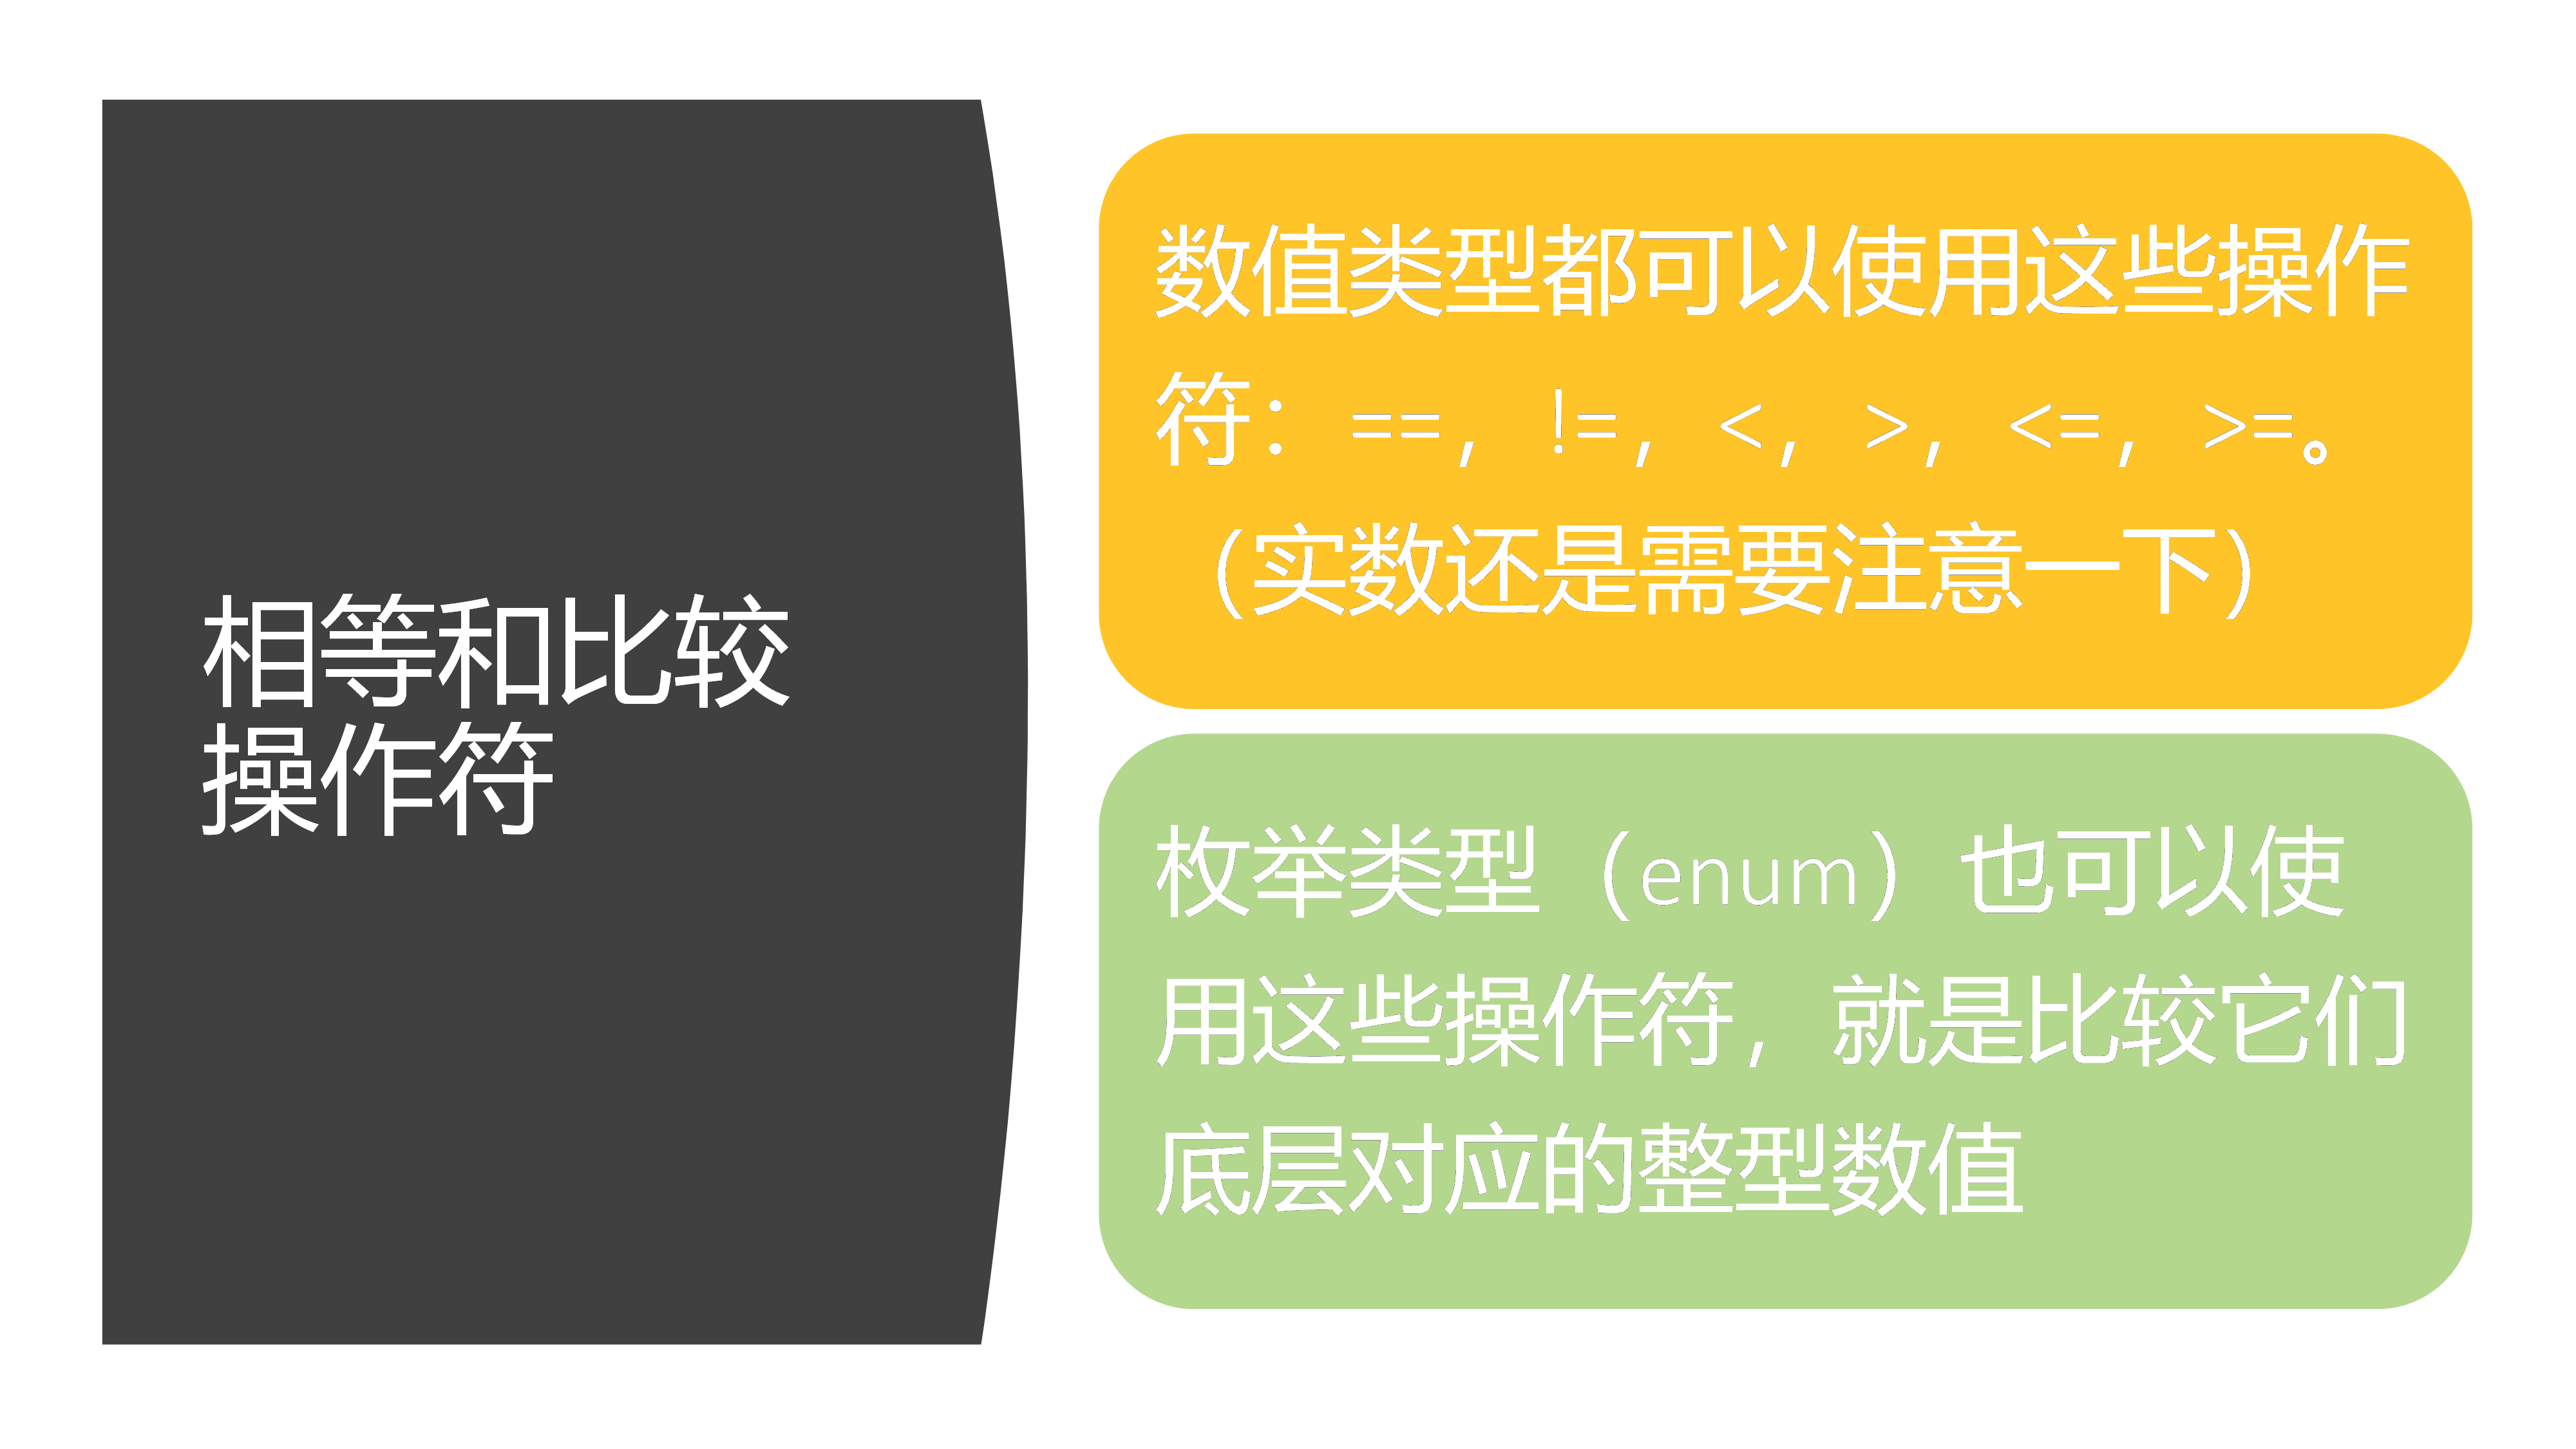 相等和比较
操作符
数值类型都可以使用这些操作
符：==，!=，<，>，<=，>=。
（实数还是需要注意一下）
枚举类型（enum）也可以使
用这些操作符，就是比较它们
底层对应的整型数值